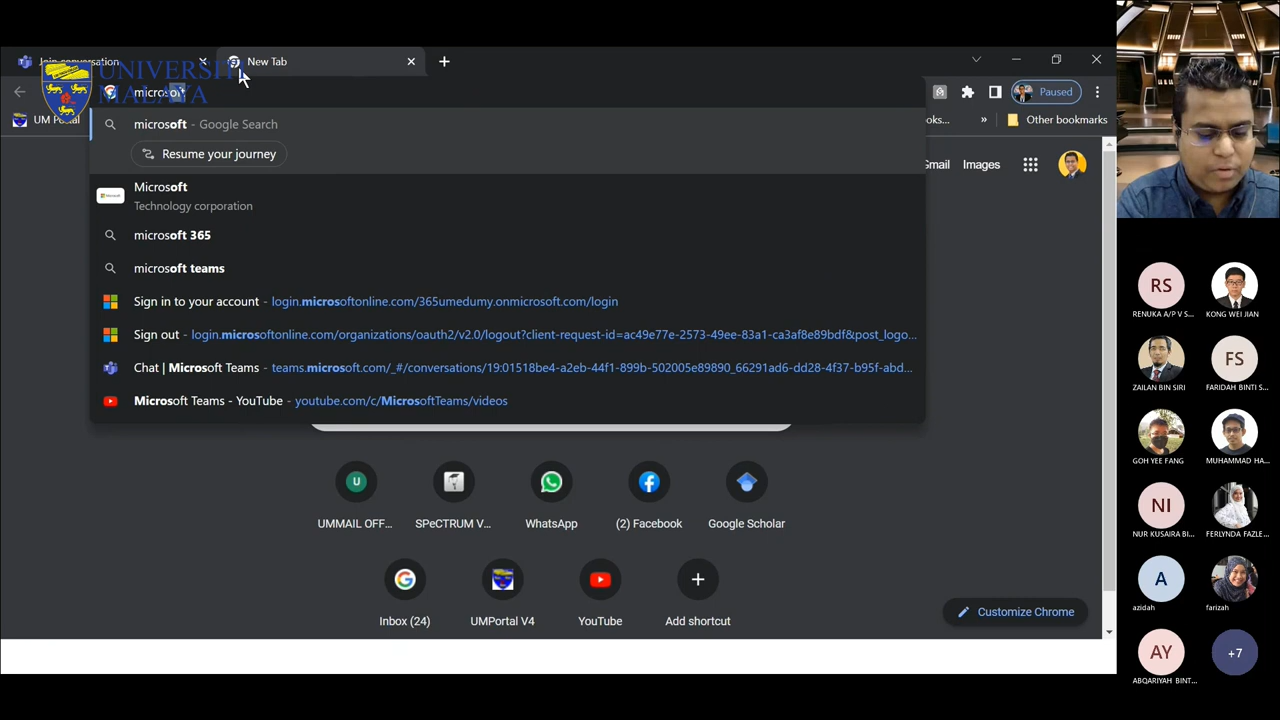 Join conversation
New Tab
UNIVERSITI
MALAYA
microsoft
Paused
UM Portal
ooks...
»
Other bookmarks
microsoft - Google Search
Resume your journey
Gmail
Images
Microsoft
Technology corporation
microsoft 365
microsoft teams
Sign in to your account - login.microsoftonline.com/365umedumy.onmicrosoft.com/login
Sign out - login.microsoftonline.com/organizations/oauth2/v2.0/logout?client-request-id=ac49e77e-2573-49ee-83a1-ca3af8e89bdf&post_logo...
Chat | Microsoft Teams - teams.microsoft.com/_#/conversations/19:01518be4-a2eb-44f1-899b-502005e89890_66291ad6-dd28-4f37-b95f-abd...
Microsoft Teams - YouTube - youtube.com/c/MicrosoftTeams/videos
U
UMMAIL OFF...
SPeCTRUM V...
WhatsApp
(2) Facebook
Google Scholar
Inbox (24)
UMPortal V4
YouTube
Add shortcut
Customize Chrome
RS
RENUKA A/P V S...
KONG WEI JIAN
ZAILAN BIN SIRI
FS
FARIDAH BINTI S...
GOH YEE FANG
MUHAMMAD HA...
NI
NUR KUSAIRA BI...
FERLYNDA FAZLE...
A
azidah
farizah
AY
ABQARIYAH BINT...
+7